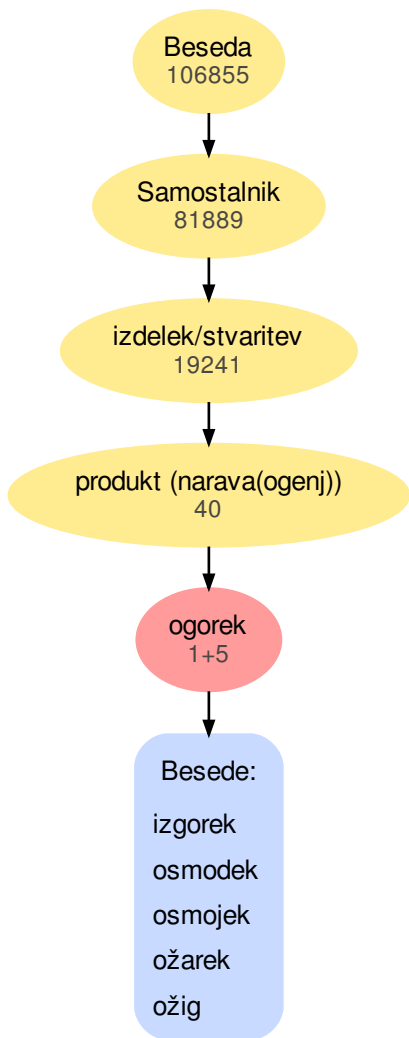 Beseda
106855
Samostalnik
81889
izdelek/stvaritev
19241
produkt (narava(ogenj))
40
ogorek
1+5
Besede:
izgorek
osmodek
osmojek
ožarek
ožig